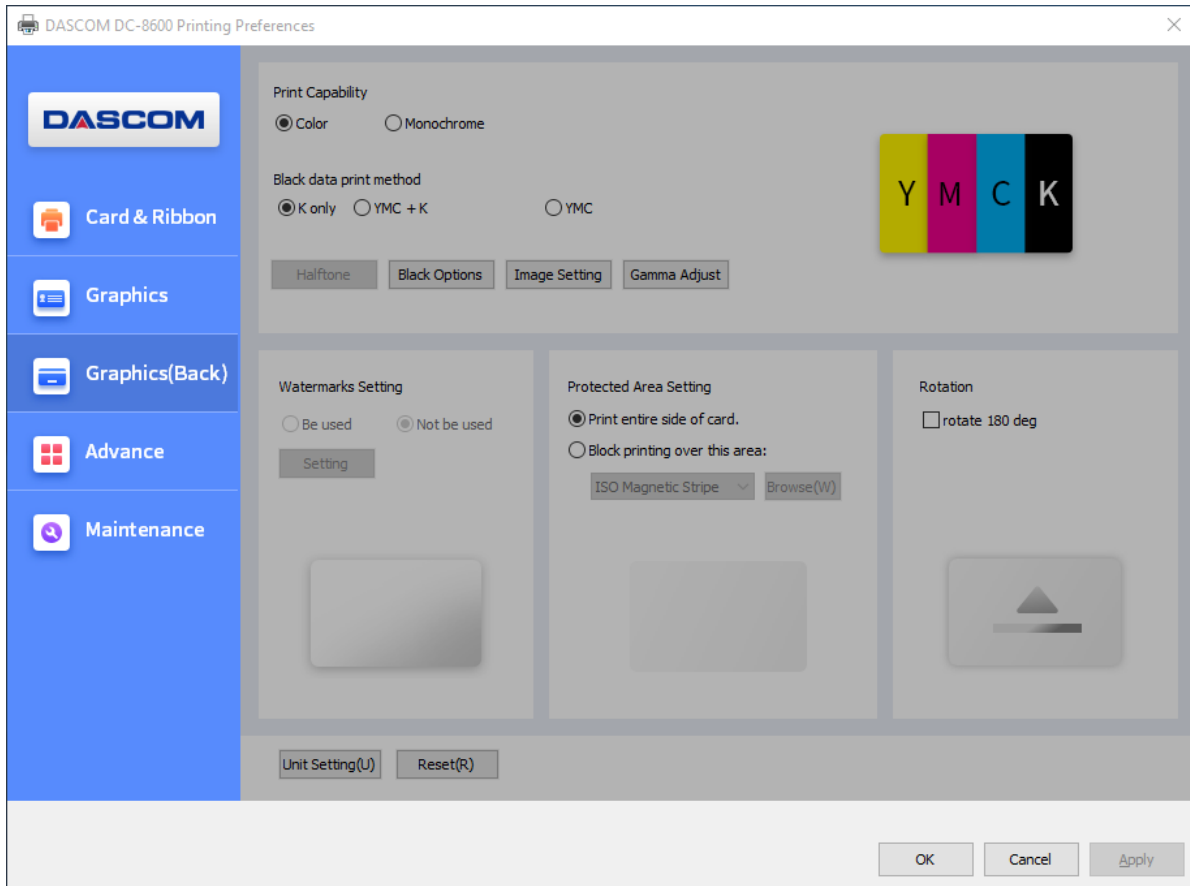 DASCOM DC-8600 Printing Preferences
DASCOM
Card & Ribbon
Graphics
Graphics(Back)
Advance
Maintenance
Print Capability
Color Monochrome
Black data print method
K only YMC + K YMC
Halftone Black Options Image Setting Gamma Adjust
Y M C K
Watermarks Setting
Be used Not be used
Setting
Protected Area Setting
Print entire side of card.
Block printing over this area:
ISO Magnetic Stripe Browse(W)
Rotation
rotate 180 deg
Unit Setting(U) Reset(R)
OK Cancel Apply